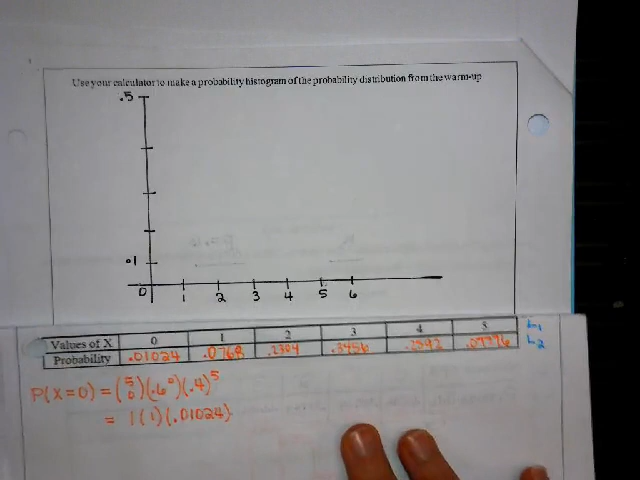 Use your calculator to make a probability histogram of the probability distribution from the warm-up
.5
.1
0 1 2 3 4 5 6
Values of X 0 1 2 3 4 5 L1
Probability .01024 .0768 .2304 .3456 .2592 .07776 L2
P(X=0) = (5 0)(.6⁰)(.4)⁵
= 1(1)(.01024)